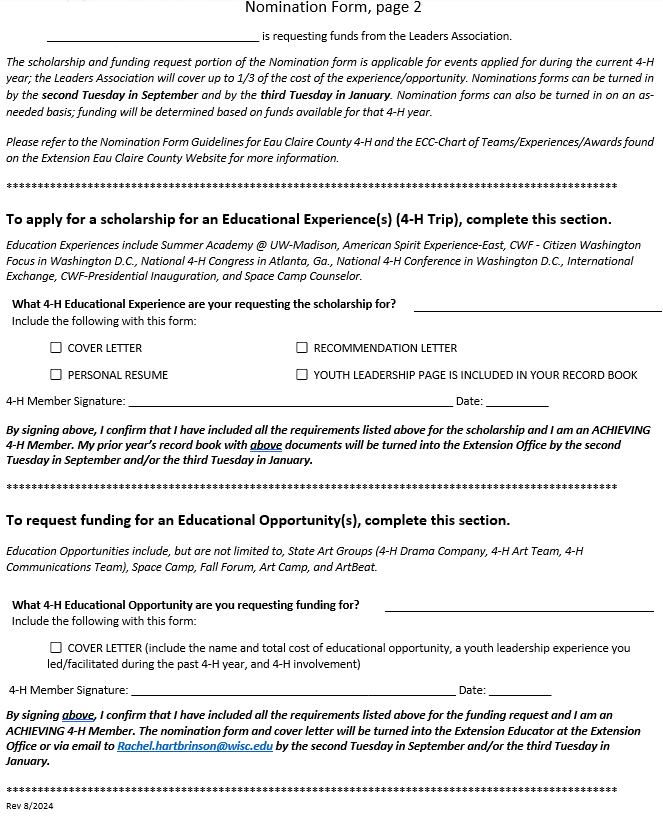 Nomination Form, page 2
____________________________________ is requesting funds from the Leaders Association.
The scholarship and funding request portion of the Nomination form is applicable for events applied for during the current 4-H
year; the Leaders Association will cover up to 1/3 of the cost of the experience/opportunity. Nominations forms can be turned in
by the second Tuesday in September and by the third Tuesday in January. Nomination forms can also be turned in on an as-
needed basis; funding will be determined based on funds available for that 4-H year.
Please refer to the Nomination Form Guidelines for Eau Claire County 4-H and the ECC-Chart of Teams/Experiences/Awards found
on the Extension Eau Claire County Website for more information.
**************************************************************************************************
To apply for a scholarship for an Educational Experience(s) (4-H Trip), complete this section.
Education Experiences include Summer Academy @ UW-Madison, American Spirit Experience-East, CWF - Citizen Washington
Focus in Washington D.C., National 4-H Congress in Atlanta, Ga., National 4-H Conference in Washington D.C., International
Exchange, CWF-Presidential Inauguration, and Space Camp Counselor.
What 4-H Educational Experience are your requesting the scholarship for? ____________________________________
Include the following with this form:
☐ COVER LETTER ☐ RECOMMENDATION LETTER
☐ PERSONAL RESUME ☐ YOUTH LEADERSHIP PAGE IS INCLUDED IN YOUR RECORD BOOK
4-H Member Signature: ____________________________________________________ Date: __________
By signing above, I confirm that I have included all the requirements listed above for the scholarship and I am an ACHIEVING
4-H Member. My prior year's record book with above documents will be turned into the Extension Office by the second
Tuesday in September and/or the third Tuesday in January.
**************************************************************************************************
To request funding for an Educational Opportunity(s), complete this section.
Education Opportunities include, but are not limited to, State Art Groups (4-H Drama Company, 4-H Art Team, 4-H
Communications Team), Space Camp, Fall Forum, Art Camp, and ArtBeat.
What 4-H Educational Opportunity are you requesting funding for? ____________________________________
Include the following with this form:
☐ COVER LETTER (include the name and total cost of educational opportunity, a youth leadership experience you
led/facilitated during the past 4-H year, and 4-H involvement)
4-H Member Signature: ____________________________________________________ Date: __________
By signing above, I confirm that I have included all the requirements listed above for the funding request and I am an
ACHIEVING 4-H Member. The nomination form and cover letter will be turned into the Extension Educator at the Extension
Office or via email to Rachel.hartbrinson@wisc.edu by the second Tuesday in September and/or the third Tuesday in
January.
**************************************************************************************************
Rev 8/2024